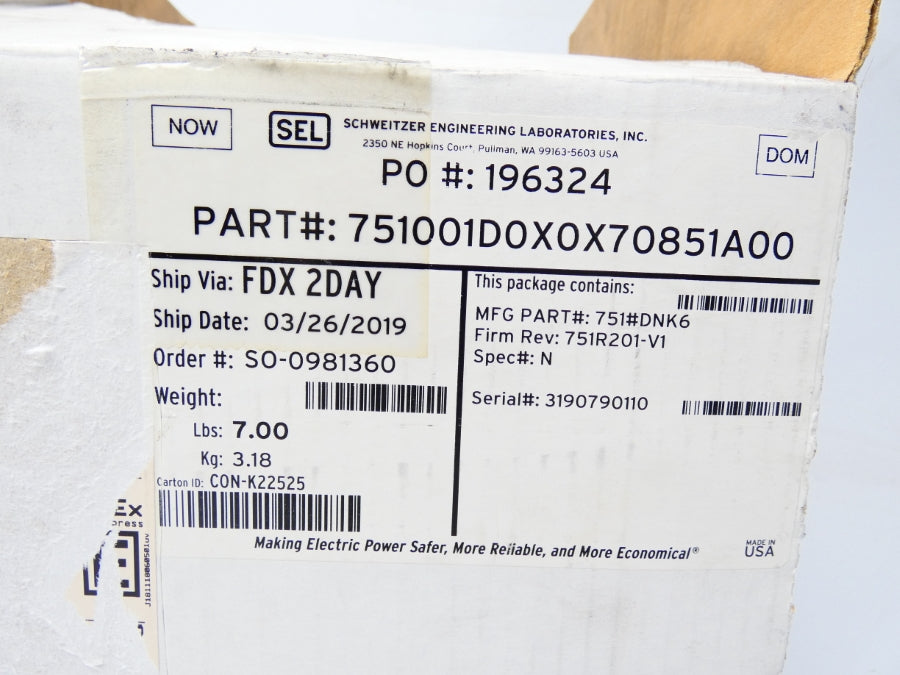 NOW
SEL
SCHWEITZER ENGINEERING LABORATORIES, INC.
2350 NE Hopkins Court, Pullman, WA 99163-5603 USA
DOM
PO #: 196324
PART#: 751001D0X0X70851A00
Ship Via: FDX 2DAY
Ship Date: 03/26/2019
Order #: SO-0981360
Weight:
Lbs: 7.00
Kg: 3.18
Carton ID: CON-K22525
This package contains:
MFG PART#: 751#DNK6
Firm Rev: 751R201-V1
Spec#: N
Serial#: 3190790110
Making Electric Power Safer, More Reliable, and More Economical®
MADE IN
USA
Ex
press